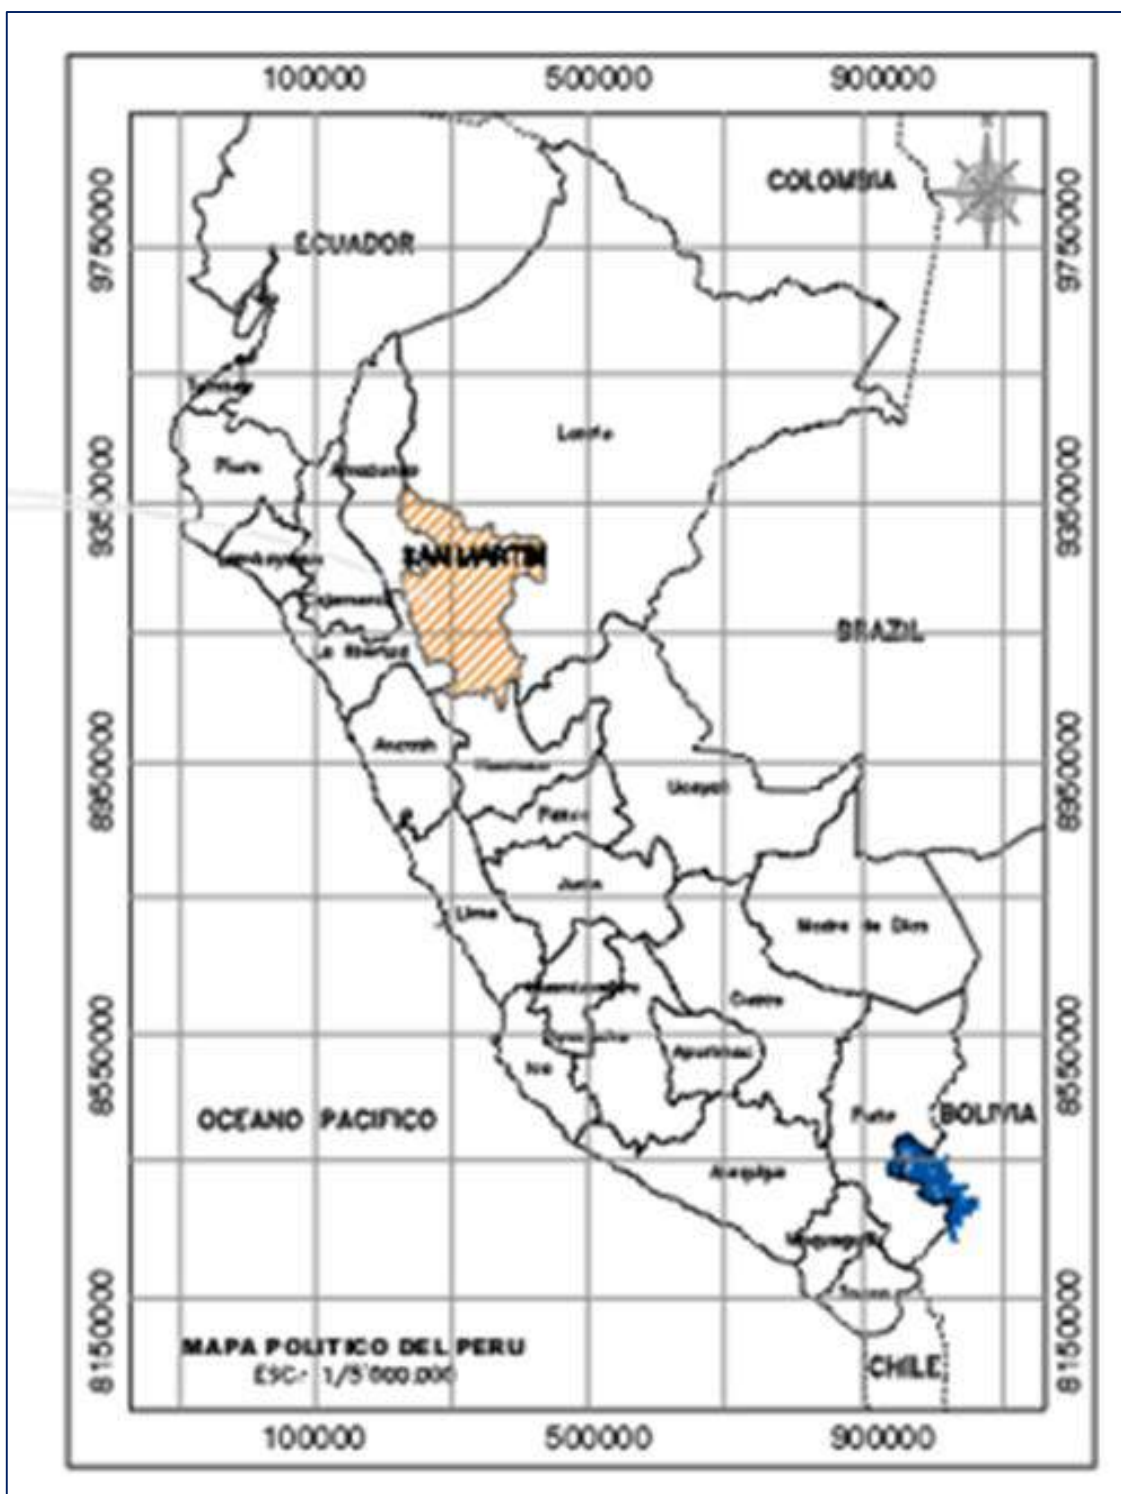 100000 500000 900000
COLOMBIA
9750000
9750000
ECUADOR
Loreto
Piura
Amazonas
9350000
9350000
SAN MARTIN
Cajamarca
BRAZIL
La libertad
Ancash
8950000
8950000
Ucayali
Pasco
Junin
Lima
Madre de Dios
Cusco
8550000
8550000
Apurimac
Ica
OCEANO PACIFICO
Puno
BOLIVIA
Arequipa
Moquegua
Tacna
8150000
8150000
MAPA POLITICO DEL PERU
ESC.- 1/5'000.000
CHILE
100000 500000 900000